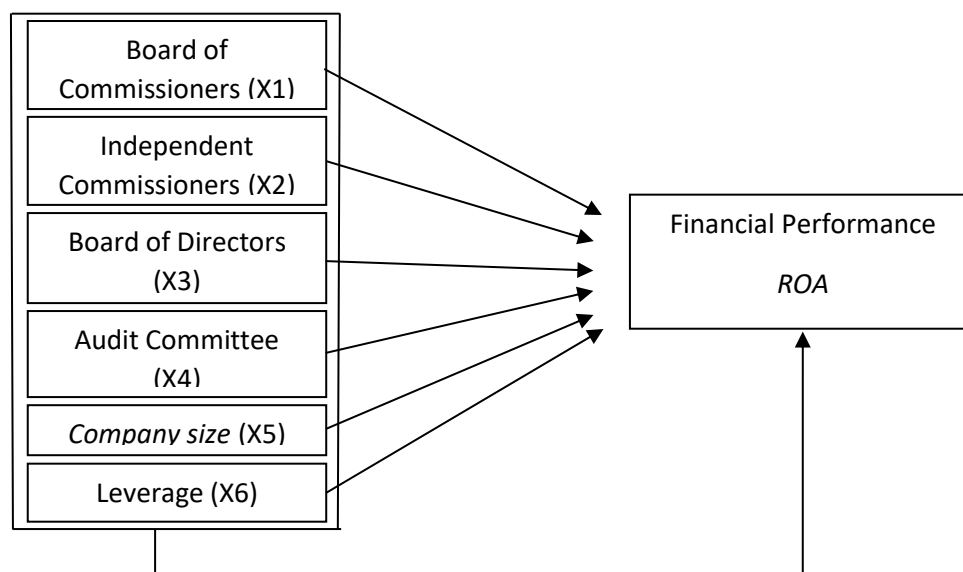 Board of
Commissioners (X1)
Independent
Commissioners (X2)
Board of Directors
(X3)
Audit Committee
(X4)
Company size (X5)
Leverage (X6)
Financial Performance
ROA